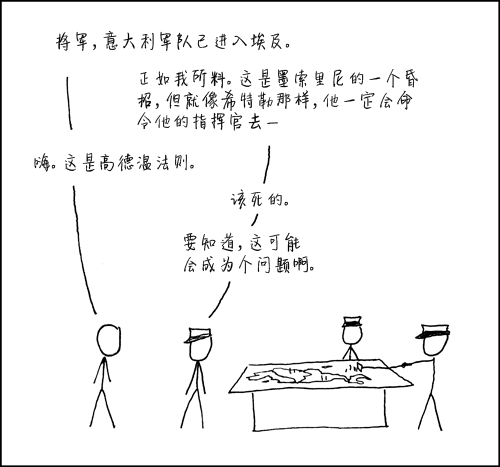 将军，意大利军队已进入埃及。
正如我所料。这是墨索里尼的一个昏
招，但就像希特勒那样，他一定会命
令他的指挥官去—
嗨。这是高德温法则。
该死的。
要知道，这可能
会成为个问题啊。